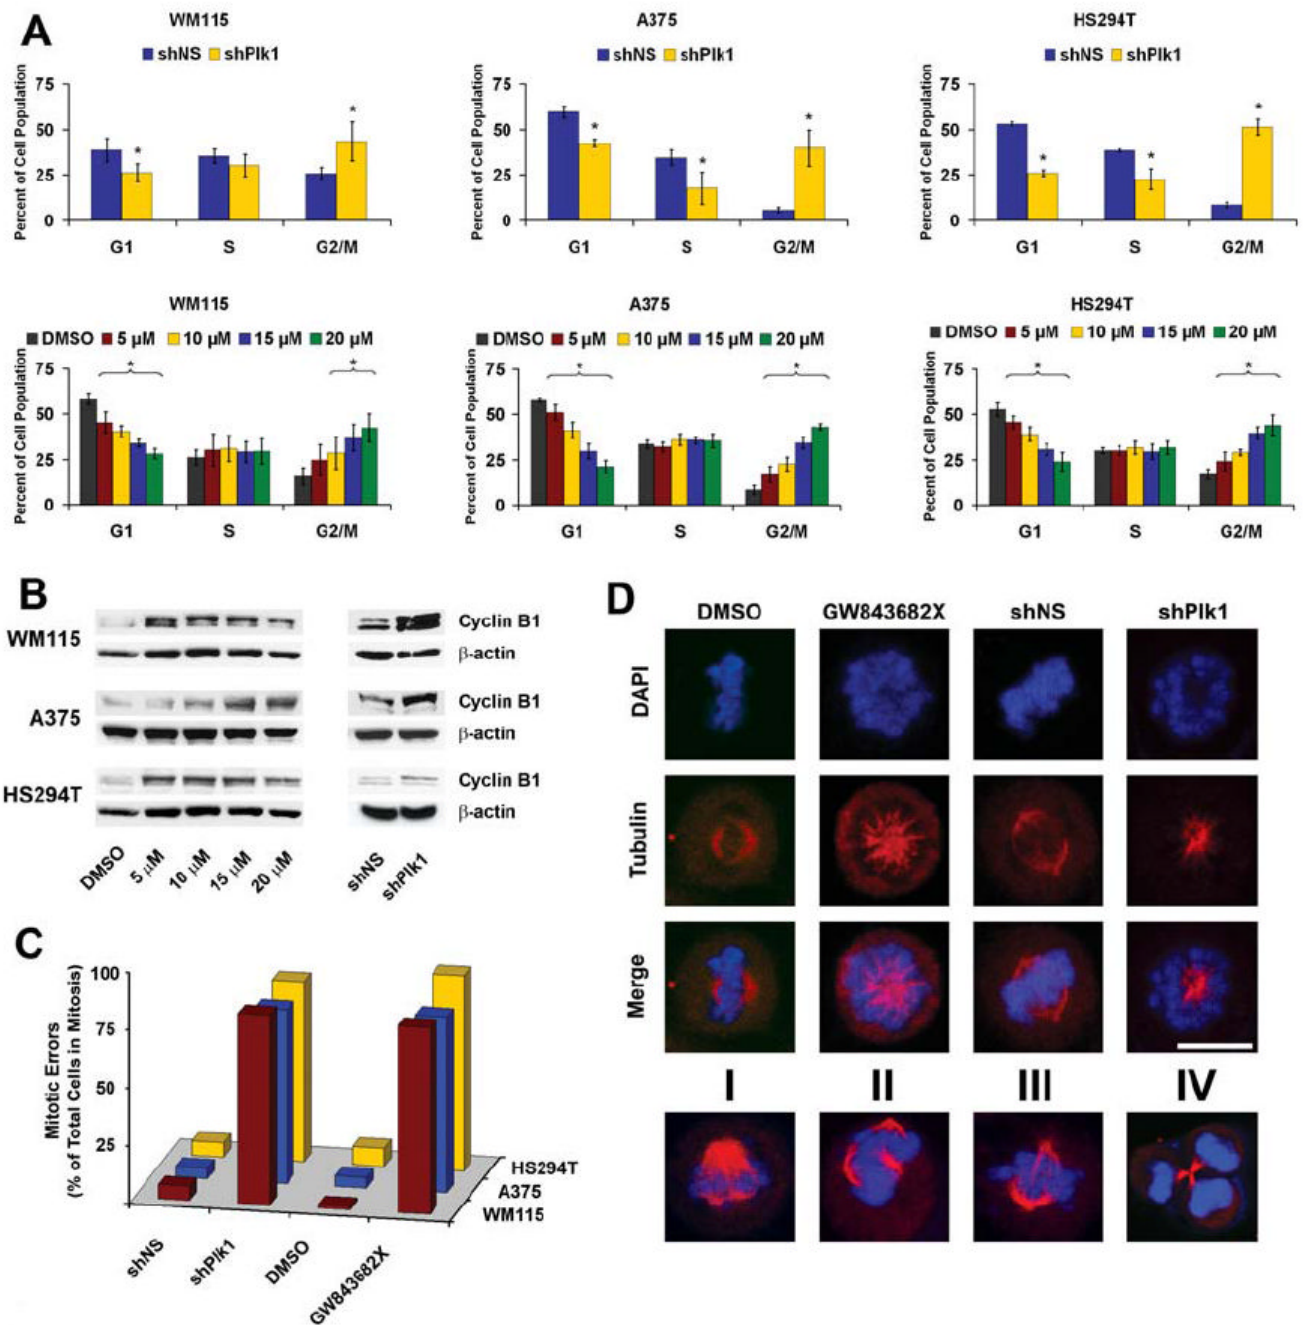 A
WM115
shNS shPlk1
Percent of Cell Population
75
50
25
0
*
*
G1 S G2/M
A375
shNS shPlk1
Percent of Cell Population
75
50
25
0
*
*
*
G1 S G2/M
HS294T
shNS shPlk1
Percent of Cell Population
75
50
25
0
*
*
*
G1 S G2/M
WM115
DMSO 5 µM 10 µM 15 µM 20 µM
Percent of Cell Population
75
50
25
0
*
*
G1 S G2/M
A375
DMSO 5 µM 10 µM 15 µM 20 µM
Percent of Cell Population
75
50
25
0
*
*
G1 S G2/M
HS294T
DMSO 5 µM 10 µM 15 µM 20 µM
Percent of Cell Population
75
50
25
0
*
*
G1 S G2/M
B
WM115
Cyclin B1
β-actin
A375
Cyclin B1
β-actin
HS294T
Cyclin B1
β-actin
DMSO 5 µM 10 µM 15 µM 20 µM shNS shPlk1
C
Mitotic Errors
(% of Total Cells in Mitosis)
100
75
50
25
HS294T
A375
WM115
shNS shPlk1 DMSO GW843682X
D
DMSO GW843682X shNS shPlk1
DAPI
Tubulin
Merge
I II III IV